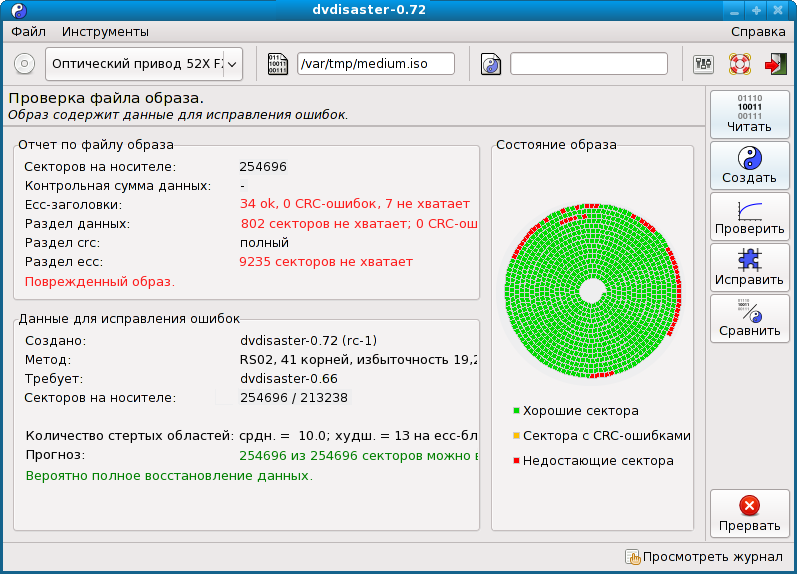 dvdisaster-0.72
Файл Инструменты Справка
Оптический привод 52X F /var/tmp/medium.iso
Проверка файла образа.
Образ содержит данные для исправления ошибок.
01110
10011
00111
Читать
Создать
Проверить
Исправить
Сравнить
Отчет по файлу образа
Секторов на носителе: 254696
Контрольная сумма данных: -
Ecc-заголовки: 34 ok, 0 CRC-ошибок, 7 не хватает
Раздел данных: 802 секторов не хватает; 0 CRC-ош
Раздел crc: полный
Раздел ecc: 9235 секторов не хватает
Поврежденный образ.
Данные для исправления ошибок
Создано: dvdisaster-0.72 (rc-1)
Метод: RS02, 41 корней, избыточность 19,2
Требует: dvdisaster-0.66
Секторов на носителе: 254696 / 213238
Количество стертых областей: срдн. = 10.0; худш. = 13 на ecc-бл
Прогноз: 254696 из 254696 секторов можно в
Вероятно полное восстановление данных.
Состояние образа
Хорошие сектора
Сектора с CRC-ошибками
Недостающие сектора
Прервать
Просмотреть журнал